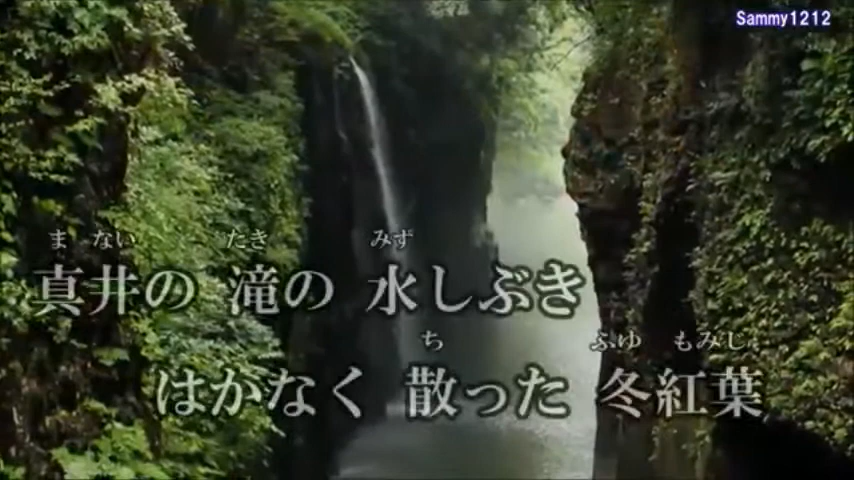 Sammy1212
ま ない たき みず
真井の 滝の 水しぶき
ち ふゆ もみじ
はかなく 散った 冬紅葉